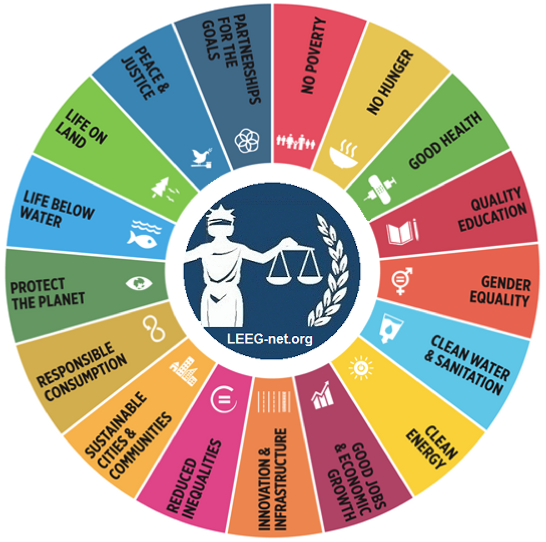 NO POVERTY
NO HUNGER
GOOD HEALTH
QUALITY
EDUCATION
GENDER
EQUALITY
CLEAN WATER
& SANITATION
CLEAN
ENERGY
GOOD JOBS
& ECONOMIC
GROWTH
INNOVATION &
INFRASTRUCTURE
REDUCED
INEQUALITIES
SUSTAINABLE
CITIES &
COMMUNITIES
RESPONSIBLE
CONSUMPTION
PROTECT
THE PLANET
LIFE BELOW
WATER
LIFE ON
LAND
PEACE &
JUSTICE
PARTNERSHIPS
FOR THE
GOALS
LEEG-net.org